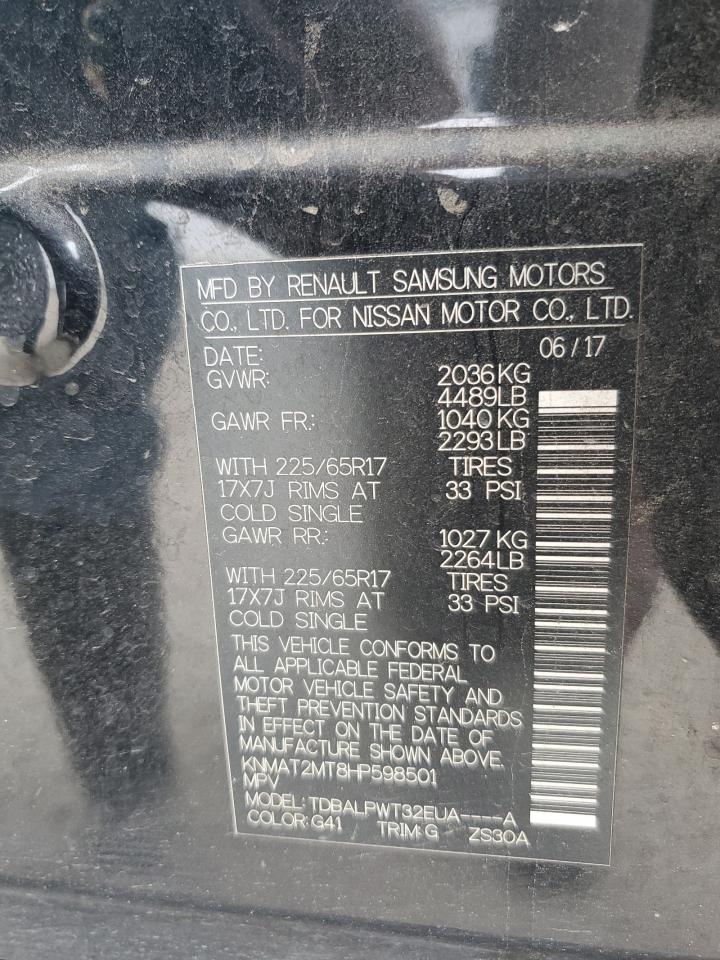 MFD BY RENAULT SAMSUNG MOTORS
CO., LTD. FOR NISSAN MOTOR CO., LTD.
DATE: 06/17
GVWR: 2036KG
4489LB
GAWR FR: 1040KG
2293LB
WITH 225/65R17 TIRES
17X7J RIMS AT 33 PSI
COLD SINGLE
GAWR RR: 1027 KG
2264LB
WITH 225/65R17 TIRES
17X7J RIMS AT 33 PSI
COLD SINGLE
THIS VEHICLE CONFORMS TO
ALL APPLICABLE FEDERAL
MOTOR VEHICLE SAFETY AND
THEFT PREVENTION STANDARDS
IN EFFECT ON THE DATE OF
MANUFACTURE SHOWN ABOVE.
KNMAT2MT8HP598501
MPV
MODEL: TDBALPWT32EUA----A
COLOR: G41 TRIM: G ZS30A